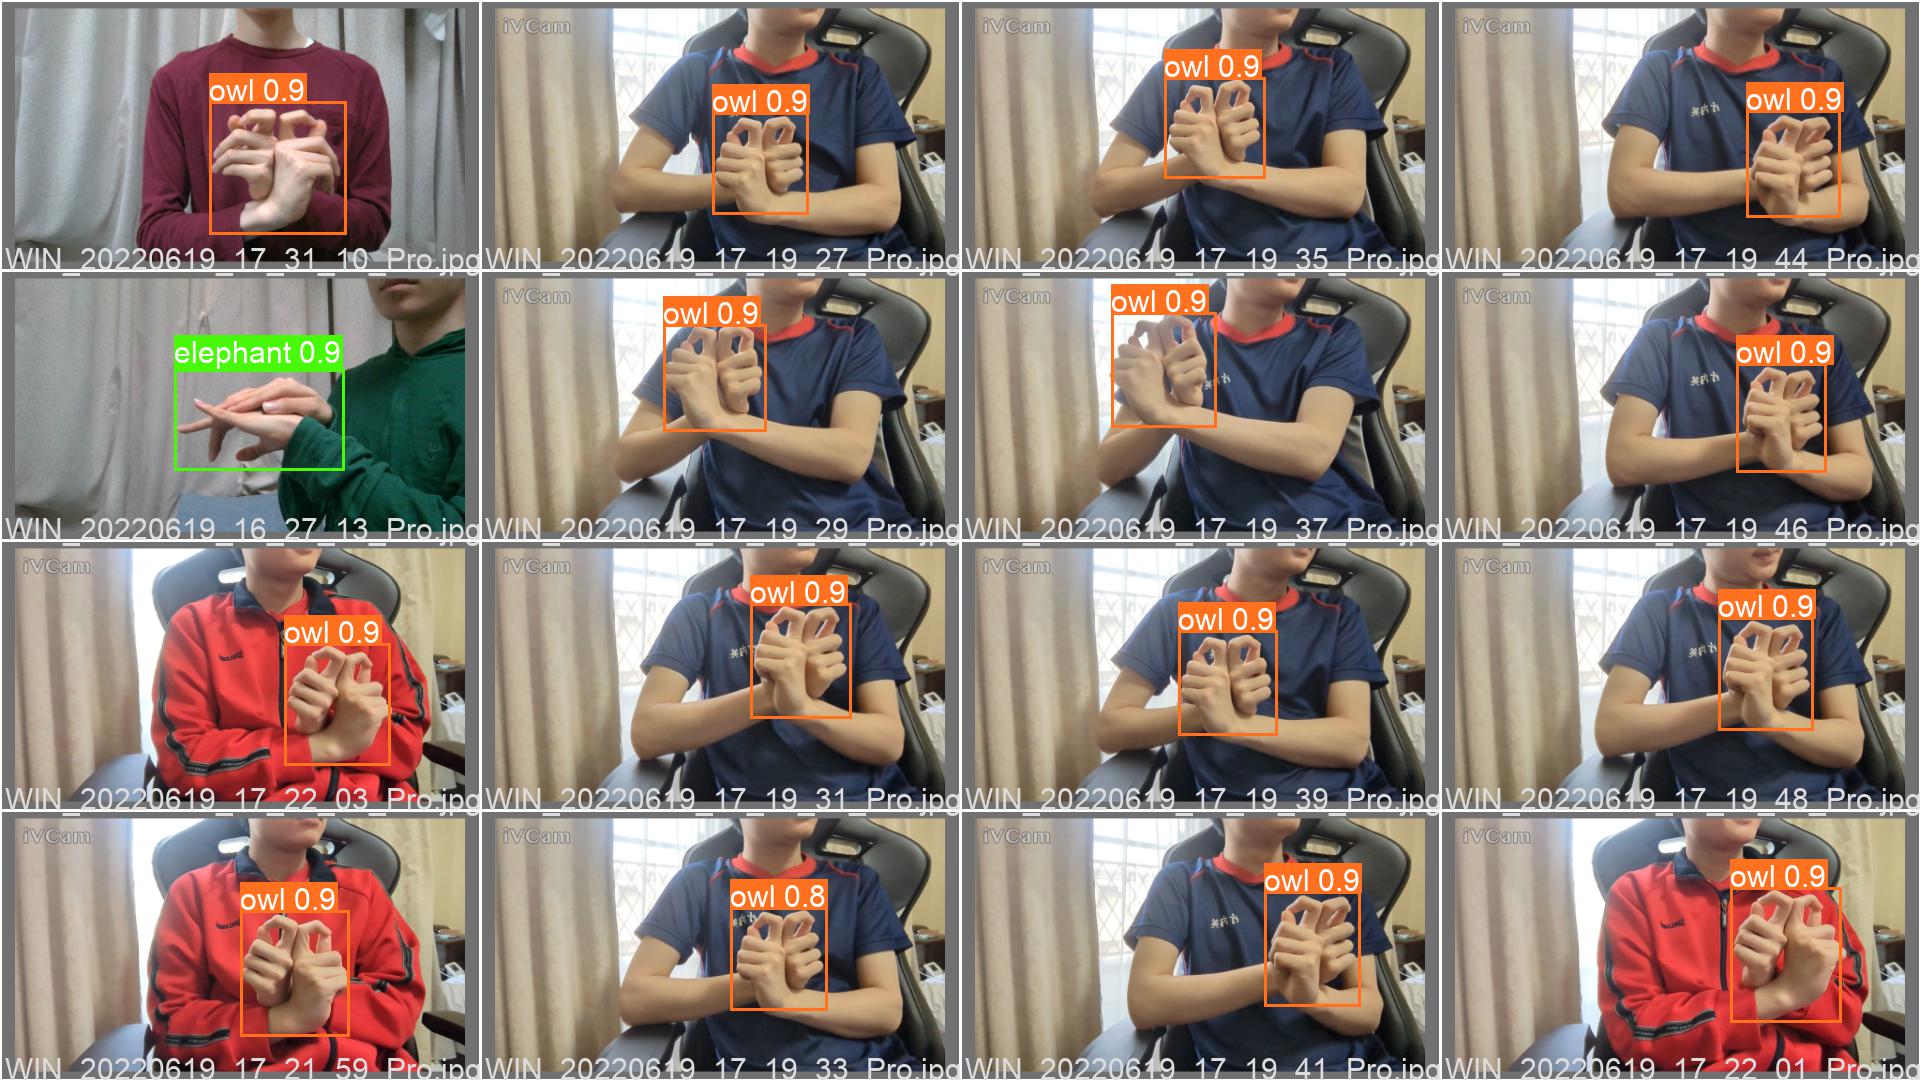 owl 0.9
WIN_20220619_17_31_10_Pro.jpg
iVCam
owl 0.9
WIN_20220619_17_19_27_Pro.jpg
iVCam
owl 0.9
WIN_20220619_17_19_35_Pro.jpg
iVCam
owl 0.9
WIN_20220619_17_19_44_Pro.jpg
elephant 0.9
WIN_20220619_16_27_13_Pro.jpg
iVCam
owl 0.9
WIN_20220619_17_19_29_Pro.jpg
iVCam
owl 0.9
WIN_20220619_17_19_37_Pro.jpg
iVCam
owl 0.9
WIN_20220619_17_19_46_Pro.jpg
iVCam
owl 0.9
WIN_20220619_17_22_03_Pro.jpg
iVCam
owl 0.9
WIN_20220619_17_19_31_Pro.jpg
iVCam
owl 0.9
WIN_20220619_17_19_39_Pro.jpg
iVCam
owl 0.9
WIN_20220619_17_19_48_Pro.jpg
iVCam
owl 0.9
WIN_20220619_17_21_59_Pro.jpg
iVCam
owl 0.8
WIN_20220619_17_19_33_Pro.jpg
iVCam
owl 0.9
WIN_20220619_17_19_41_Pro.jpg
iVCam
owl 0.9
WIN_20220619_17_22_01_Pro.jpg